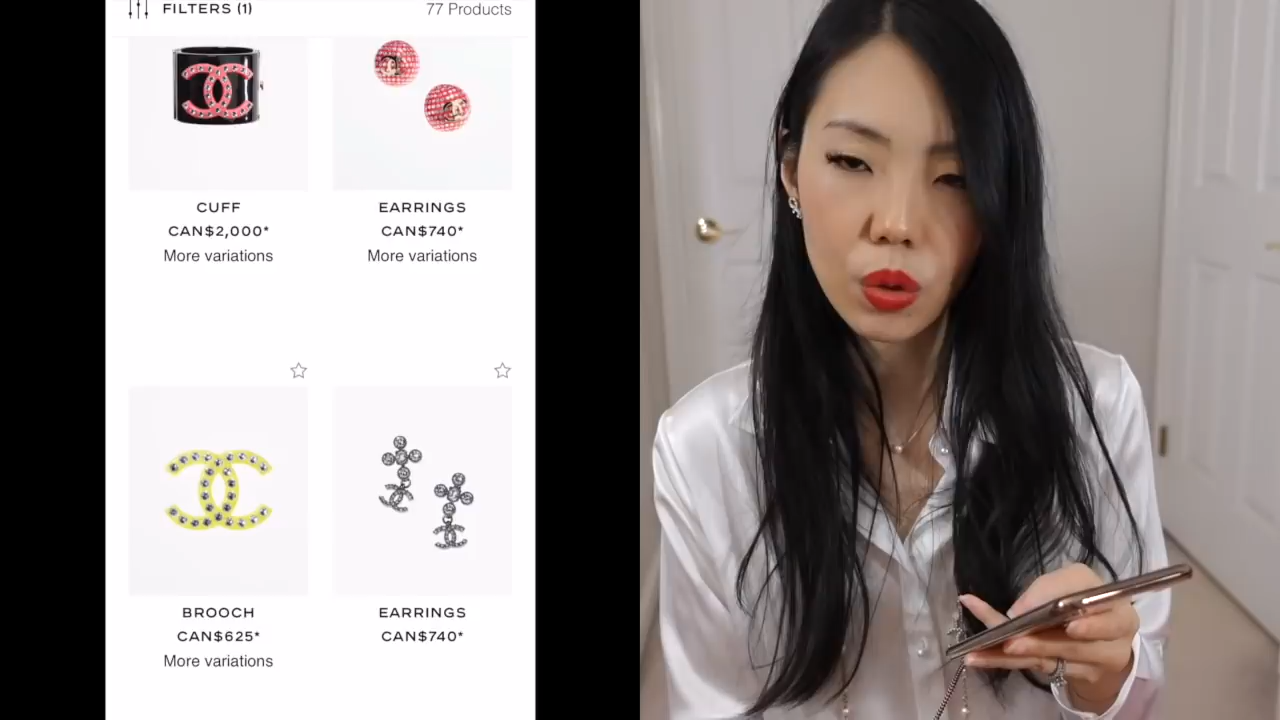 FILTERS (1)
77 Products
CUFF
CAN$2,000*
More variations
EARRINGS
CAN$740*
More variations
BROOCH
CAN$625*
More variations
EARRINGS
CAN$740*